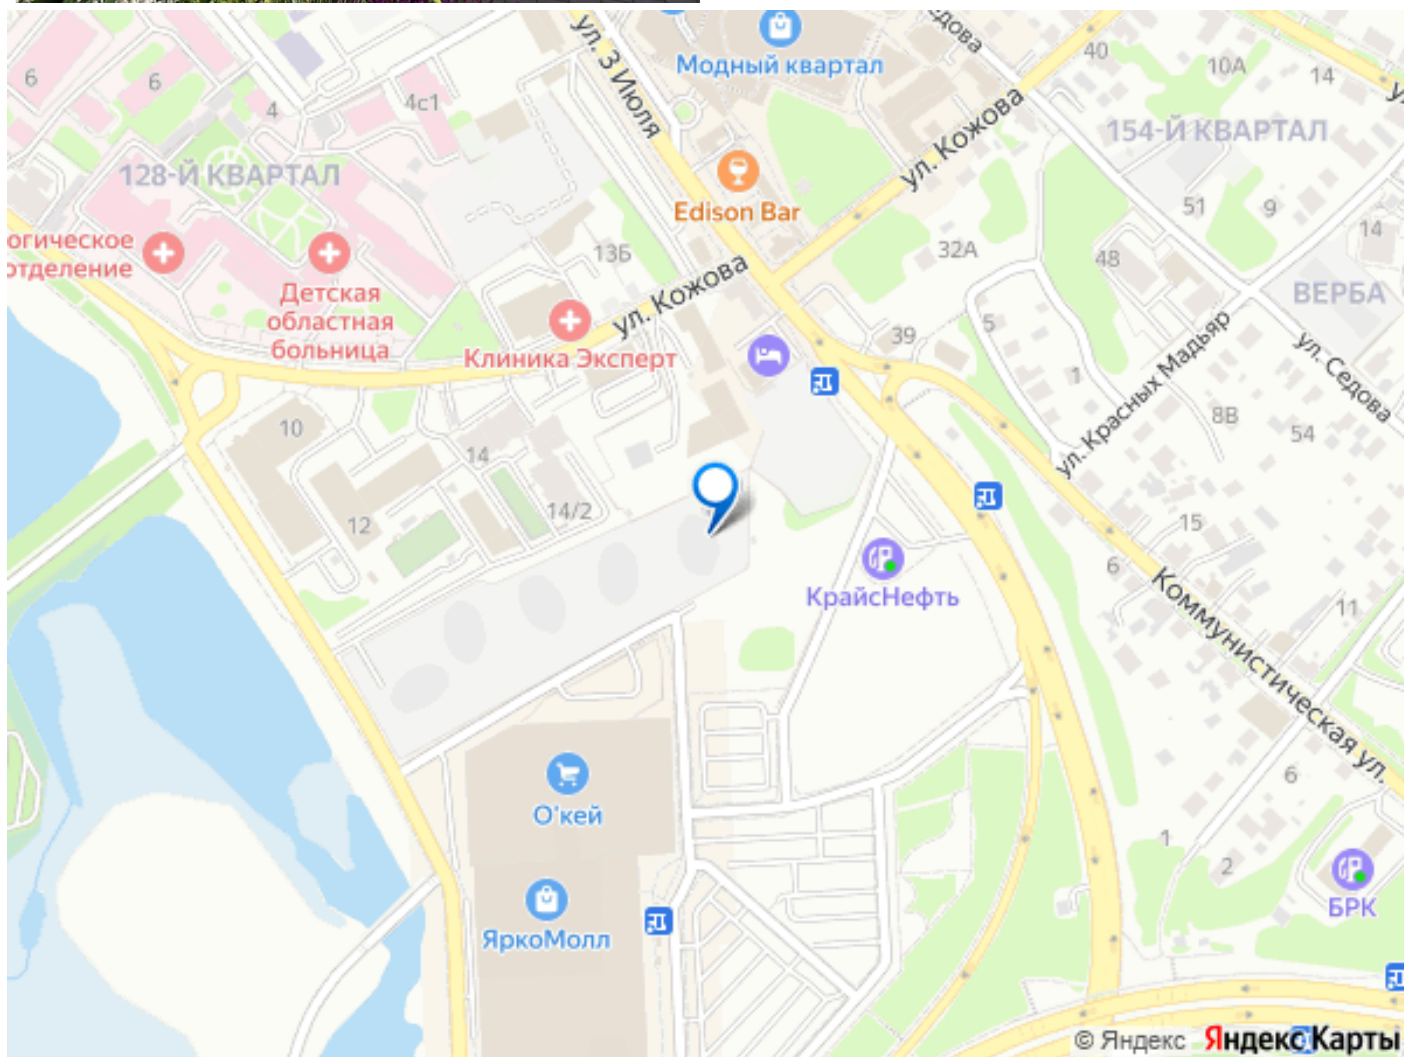 6
6
4
4с1
ул. 3 Июля
Модный квартал
40
10А
14
128-Й КВАРТАЛ
154-Й КВАРТАЛ
ул. Кожова
Edison Bar
51
9
14
огическое
отделение
Детская
областная
больница
13Б
ул. Кожова
32А
48
ВЕРБА
Клиника Эксперт
39
5
1
ул. Красных Мадьяр
ул. Седова
8В
54
10
14
12
14/2
15
6
КрайсНефть
11
Коммунистическая ул.
О'кей
6
1
2
ЯркоМолл
БРК
© Яндекс Яндекс Карты